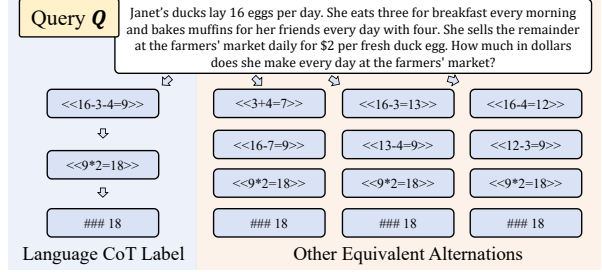 Query Q
Janet's ducks lay 16 eggs per day. She eats three for breakfast every morning
and bakes muffins for her friends every day with four. She sells the remainder
at the farmers' market daily for $2 per fresh duck egg. How much in dollars
does she make every day at the farmers' market?
<<16-3-4=9>>
<<9*2=18>>
### 18
Language CoT Label
<<3+4=7>>
<<16-7=9>>
<<9*2=18>>
### 18
<<16-3=13>>
<<13-4=9>>
<<9*2=18>>
### 18
<<16-4=12>>
<<12-3=9>>
<<9*2=18>>
### 18
Other Equivalent Alternations